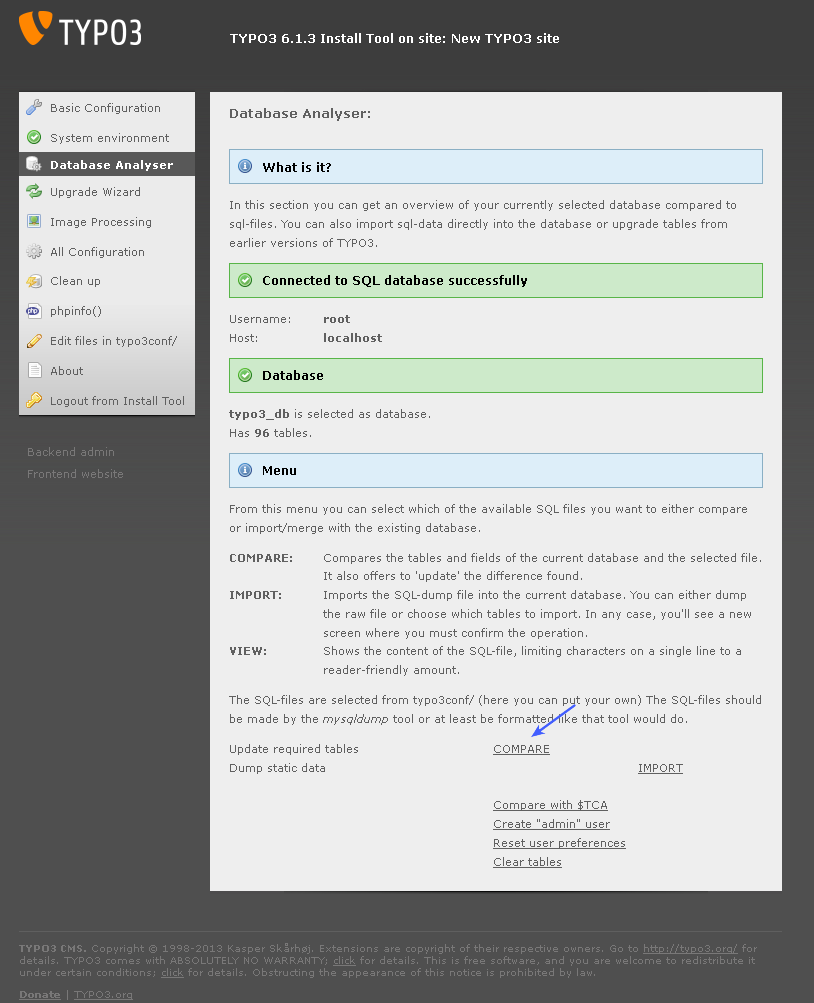 TYPO3
TYPO3 6.1.3 Install Tool on site: New TYPO3 site
Basic Configuration
System environment
Database Analyser
Upgrade Wizard
Image Processing
All Configuration
Clean up
php
phpinfo()
Edit files in typo3conf/
About
Logout from Install Tool
Backend admin
Frontend website
Database Analyser:
What is it?
In this section you can get an overview of your currently selected database compared to
sql-files. You can also import sql-data directly into the database or upgrade tables from
earlier versions of TYPO3.
Connected to SQL database successfully
Username: root
Host: localhost
Database
typo3_db is selected as database.
Has 96 tables.
Menu
From this menu you can select which of the available SQL files you want to either compare
or import/merge with the existing database.
COMPARE: Compares the tables and fields of the current database and the selected file.
It also offers to 'update' the difference found.
IMPORT: Imports the SQL-dump file into the current database. You can either dump
the raw file or choose which tables to import. In any case, you'll see a new
screen where you must confirm the operation.
VIEW: Shows the content of the SQL-file, limiting characters on a single line to a
reader-friendly amount.
The SQL-files are selected from typo3conf/ (here you can put your own) The SQL-files should
be made by the mysqldump tool or at least be formatted like that tool would do.
Update required tables COMPARE
Dump static data IMPORT
Compare with $TCA
Create "admin" user
Reset user preferences
Clear tables
TYPO3 CMS. Copyright © 1998-2013 Kasper Skårhøj. Extensions are copyright of their respective owners. Go to http://typo3.org/ for
details. TYPO3 comes with ABSOLUTELY NO WARRANTY; click for details. This is free software, and you are welcome to redistribute it
under certain conditions; click for details. Obstructing the appearance of this notice is prohibited by law.
Donate | TYPO3.org